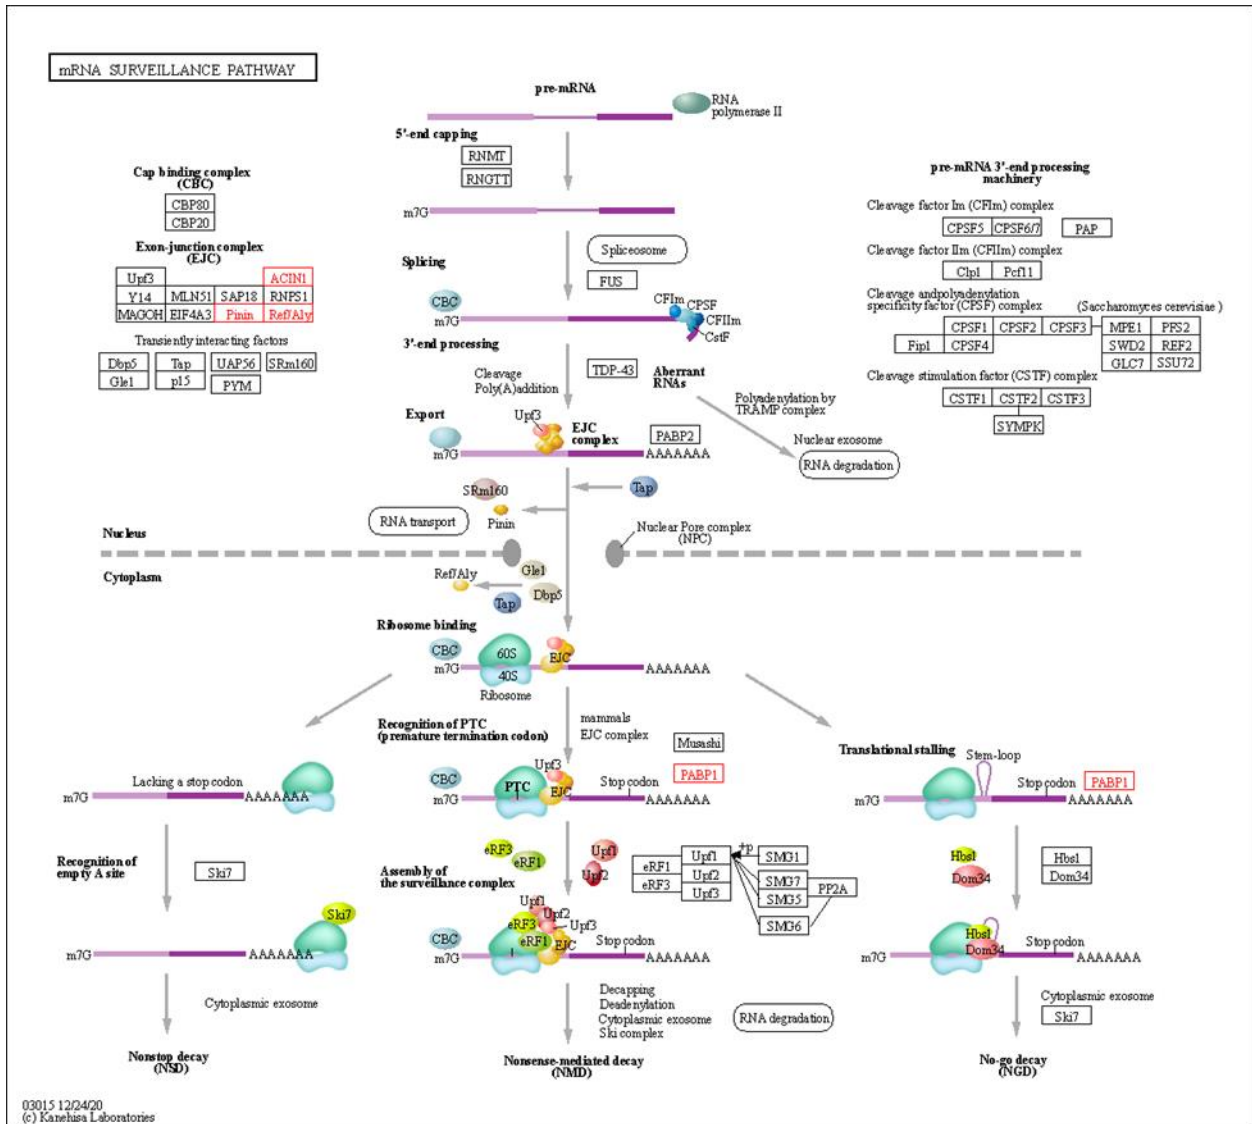 mRNA SURVEILLANCE PATHWAY
pre-mRNA
RNA
polymerase II
5'-end capping
RNMT
RNGTT
m7G
Spliceosome
Splicing
FUS
CBC
m7G
CFIm
CPSF
CFIIm
CstF
3'-end processing
Cleavage
Poly(A)addition
TDP-43
Aberrant
RNAs
Polyadenylation by
TRAMP complex
Nuclear exosome
RNA degradation
Export
Upf3
EJC
complex
PABP2
m7G
AAAAAAA
Cap binding complex
(CBC)
CBP80
CBP20
Exon-junction complex
(EJC)
Upf3
ACIN1
Y14
MLN51
SAP18
RNPS1
MAGOH
EIF4A3
Pinin
Ref/Aly
Transiently interacting factors
Dbp5
Tap
UAP56
SRm160
Gle1
p15
PYM
pre-mRNA 3'-end processing
machinery
Cleavage factor Im (CFIm) complex
CPSF5
CPSF6/7
PAP
Cleavage factor IIm (CFIIm) complex
Clp1
Pcf11
Cleavage andpolyadenylation
specificity factor (CPSF) complex
(Saccharomyces cerevisiae)
CPSF1
CPSF2
CPSF3
MPE1
PFS2
Fip1
CPSF4
SWD2
REF2
GLC7
SSU72
Cleavage stimulation factor (CSTF) complex
CSTF1
CSTF2
CSTF3
SYMPK
SRm160
Tap
RNA transport
Pinin
Nuclear Pore complex
(NPC)
Nucleus
Cytoplasm
Ref/Aly
Gle1
Dbp5
Tap
Ribosome binding
CBC
60S
EJC
m7G
40S
AAAAAAA
Ribosome
Recognition of PTC
(premature termination codon)
mammals
EJC complex
Musashi
CBC
Upf3
PTC
EJC
Stop codon
PABP1
m7G
AAAAAAA
Lacking a stop codon
m7G
AAAAAAA
Translational stalling
Stem-loop
Stop codon
PABP1
m7G
AAAAAAA
Recognition of
empty A site
Ski7
Ski7
m7G
AAAAAAA
Cytoplasmic exosome
Nonstop decay
(NSD)
eRF3
eRF1
Upf1
Upf2
Assembly of
the surveillance complex
eRF1
eRF3
Upf1
Upf2
Upf3
+p
SMG1
SMG7
SMG5
SMG6
PP2A
Upf1
Upf2
Upf3
eRF3
eRF1
EJC
CBC
Stop codon
m7G
AAAAAAA
Decapping
Deadenylation
Cytoplasmic exosome
Ski complex
RNA degradation
Nonsense-mediated decay
(NMD)
Hbs1
Dom34
Hbs1
Dom34
Hbs1
Dom34
Stop codon
m7G
AAAAAAA
Cytoplasmic exosome
Ski7
No-go decay
(NGD)
03015 12/24/20
(c) Kanehisa Laboratories